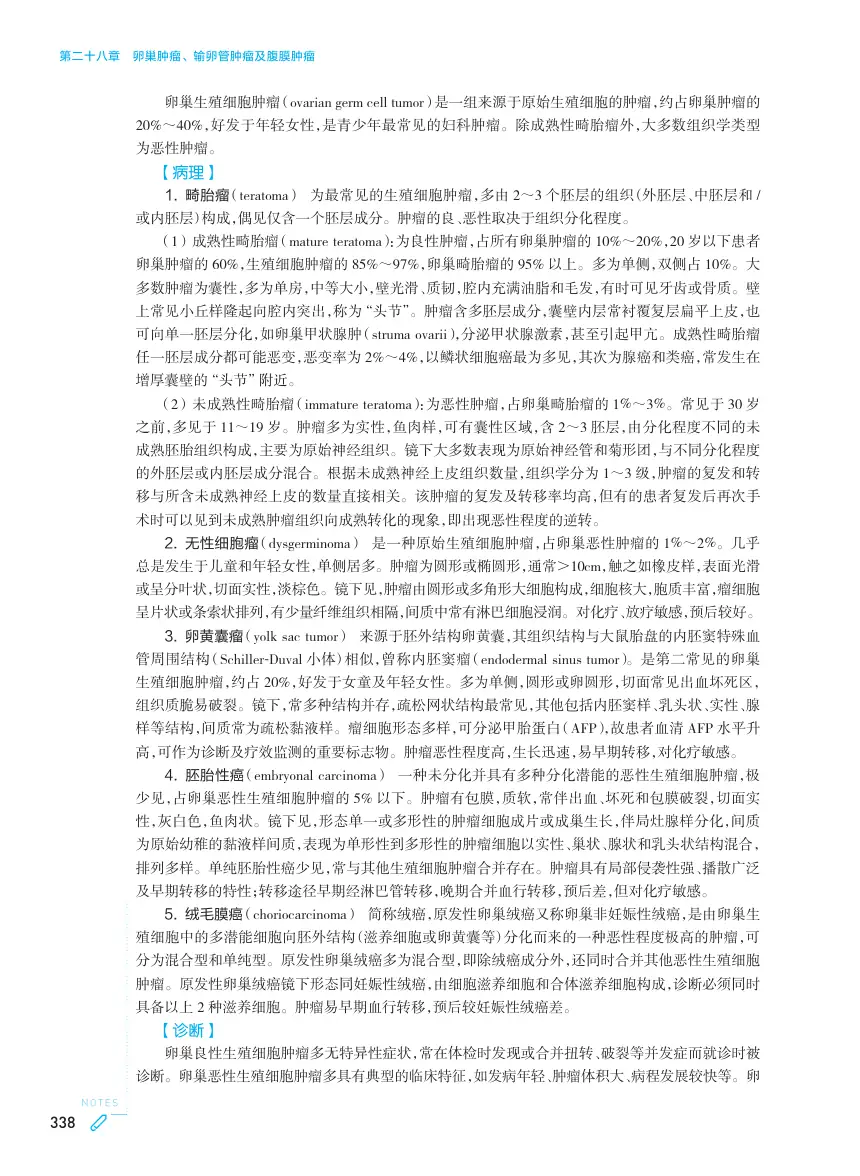 第二十八章 卵巢肿瘤、输卵管肿瘤及腹膜肿瘤
卵巢生殖细胞肿瘤（ovarian germ cell tumor）是一组来源于原始生殖细胞的肿瘤，约占卵巢肿瘤的
20%～40%，好发于年轻女性，是青少年最常见的妇科肿瘤。除成熟性畸胎瘤外，大多数组织学类型
为恶性肿瘤。
【病理】
1. 畸胎瘤（teratoma） 为最常见的生殖细胞肿瘤，多由 2～3 个胚层的组织（外胚层、中胚层和 /
或内胚层）构成，偶见仅含一个胚层成分。肿瘤的良、恶性取决于组织分化程度。
（1）成熟性畸胎瘤（mature teratoma）：为良性肿瘤，占所有卵巢肿瘤的 10%～20%，20 岁以下患者
卵巢肿瘤的 60%，生殖细胞肿瘤的 85%～97%，卵巢畸胎瘤的 95% 以上。多为单侧，双侧占 10%。大
多数肿瘤为囊性，多为单房，中等大小，壁光滑、质韧，腔内充满油脂和毛发，有时可见牙齿或骨质。壁
上常见小丘样隆起向腔内突出，称为“头节”。肿瘤含多胚层成分，囊壁内层常衬覆复层扁平上皮，也
可向单一胚层分化，如卵巢甲状腺肿（struma ovarii），分泌甲状腺激素，甚至引起甲亢。成熟性畸胎瘤
任一胚层成分都可能恶变，恶变率为 2%～4%，以鳞状细胞癌最为多见，其次为腺癌和类癌，常发生在
增厚囊壁的“头节”附近。
（2）未成熟性畸胎瘤（immature teratoma）：为恶性肿瘤，占卵巢畸胎瘤的 1%～3%。常见于 30 岁
之前，多见于 11～19 岁。肿瘤多为实性，鱼肉样，可有囊性区域，含 2～3 胚层，由分化程度不同的未
成熟胚胎组织构成，主要为原始神经组织。镜下大多数表现为原始神经管和菊形团，与不同分化程度
的外胚层或内胚层成分混合。根据未成熟神经上皮组织数量，组织学分为 1～3 级，肿瘤的复发和转
移与所含未成熟神经上皮的数量直接相关。该肿瘤的复发及转移率均高，但有的患者复发后再次手
术时可以见到未成熟肿瘤组织向成熟转化的现象，即出现恶性程度的逆转。
2. 无性细胞瘤（dysgerminoma） 是一种原始生殖细胞肿瘤，占卵巢恶性肿瘤的 1%～2%。几乎
总是发生于儿童和年轻女性，单侧居多。肿瘤为圆形或椭圆形，通常＞10cm，触之如橡皮样，表面光滑
或呈分叶状，切面实性，淡棕色。镜下见，肿瘤由圆形或多角形大细胞构成，细胞核大，胞质丰富，瘤细胞
呈片状或条索状排列，有少量纤维组织相隔，间质中常有淋巴细胞浸润。对化疗、放疗敏感，预后较好。
3. 卵黄囊瘤（yolk sac tumor） 来源于胚外结构卵黄囊，其组织结构与大鼠胎盘的内胚窦特殊血
管周围结构（Schiller-Duval 小体）相似，曾称内胚窦瘤（endodermal sinus tumor）。是第二常见的卵巢
生殖细胞肿瘤，约占 20%，好发于女童及年轻女性。多为单侧，圆形或卵圆形，切面常见出血坏死区，
组织质脆易破裂。镜下，常多种结构并存，疏松网状结构最常见，其他包括内胚窦样、乳头状、实性、腺
样等结构，间质常为疏松黏液样。瘤细胞形态多样，可分泌甲胎蛋白（AFP），故患者血清 AFP 水平升
高，可作为诊断及疗效监测的重要标志物。肿瘤恶性程度高，生长迅速，易早期转移，对化疗敏感。
4. 胚胎性癌（embryonal carcinoma） 一种未分化并具有多种分化潜能的恶性生殖细胞肿瘤，极
少见，占卵巢恶性生殖细胞肿瘤的 5% 以下。肿瘤有包膜，质软，常伴出血、坏死和包膜破裂，切面实
性，灰白色，鱼肉状。镜下见，形态单一或多形性的肿瘤细胞成片或成巢生长，伴局灶腺样分化，间质
为原始幼稚的黏液样间质，表现为单形性到多形性的肿瘤细胞以实性、巢状、腺状和乳头状结构混合，
排列多样。单纯胚胎性癌少见，常与其他生殖细胞肿瘤合并存在。肿瘤具有局部侵袭性强、播散广泛
及早期转移的特性；转移途径早期经淋巴管转移，晚期合并血行转移，预后差，但对化疗敏感。
5. 绒毛膜癌（choriocarcinoma） 简称绒癌，原发性卵巢绒癌又称卵巢非妊娠性绒癌，是由卵巢生
殖细胞中的多潜能细胞向胚外结构（滋养细胞或卵黄囊等）分化而来的一种恶性程度极高的肿瘤，可
分为混合型和单纯型。原发性卵巢绒癌多为混合型，即除绒癌成分外，还同时合并其他恶性生殖细胞
肿瘤。原发性卵巢绒癌镜下形态同妊娠性绒癌，由细胞滋养细胞和合体滋养细胞构成，诊断必须同时
具备以上 2 种滋养细胞。肿瘤易早期血行转移，预后较妊娠性绒癌差。
【诊断】
卵巢良性生殖细胞肿瘤多无特异性症状，常在体检时发现或合并扭转、破裂等并发症而就诊时被
诊断。卵巢恶性生殖细胞肿瘤多具有典型的临床特征，如发病年轻、肿瘤体积大、病程发展较快等。卵
NOTES
338